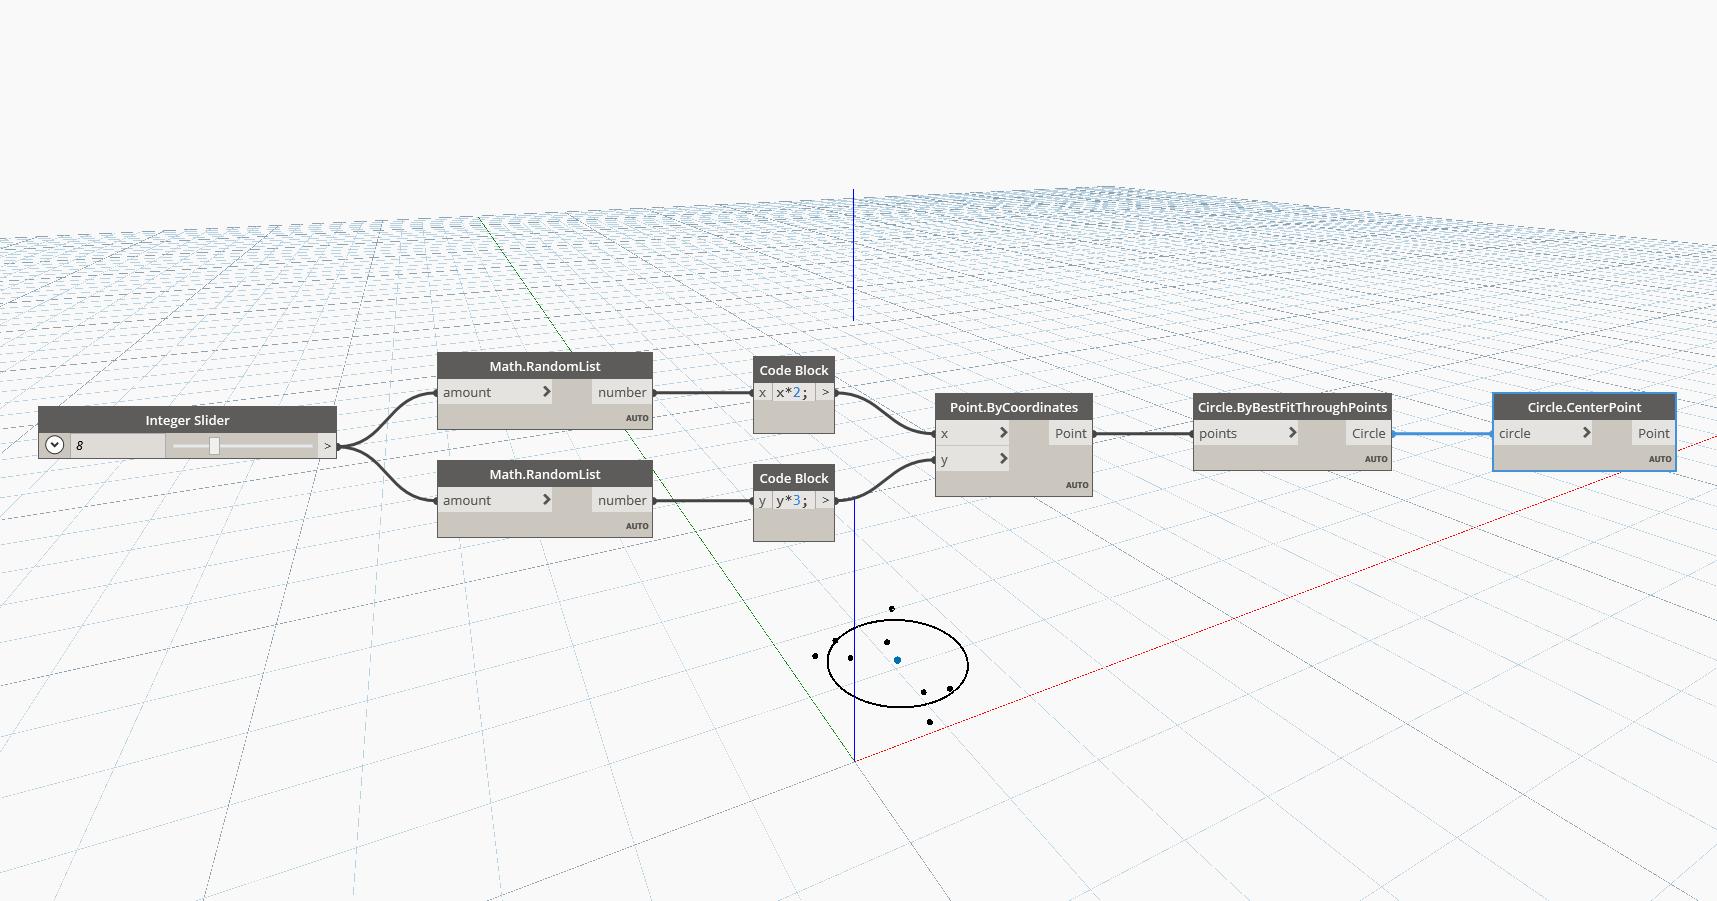 Integer Slider
8 >
Math.RandomList
amount > number
AUTO
Math.RandomList
amount > number
AUTO
Code Block
x x*2; >
Code Block
y y*3; >
Point.ByCoordinates
x > Point
y >
AUTO
Circle.ByBestFitThroughPoints
points > Circle
AUTO
Circle.CenterPoint
circle > Point
AUTO